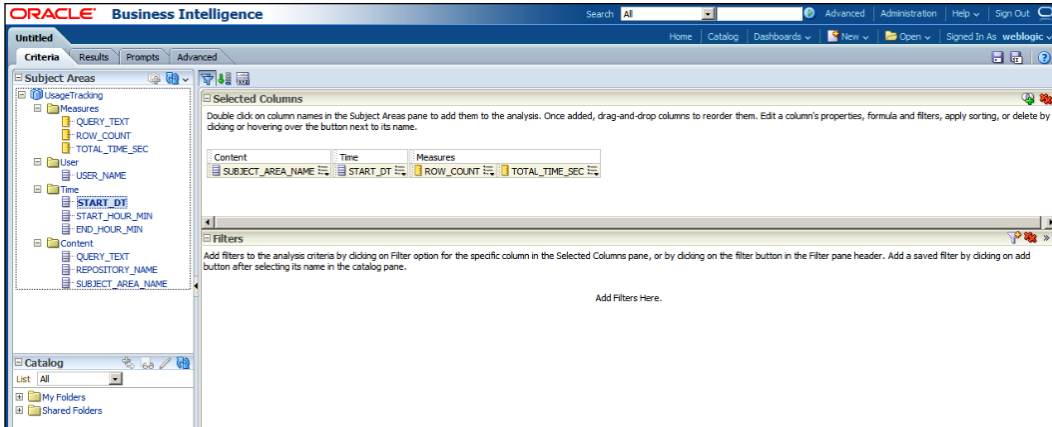 ORACLE Business Intelligence
Search All Advanced Administration Help Sign Out
Untitled
Home Catalog Dashboards New Open Signed In As weblogic
Criteria Results Prompts Advanced
Subject Areas
UsageTracking
Measures
QUERY_TEXT
ROW_COUNT
TOTAL_TIME_SEC
User
USER_NAME
Time
START_DT
START_HOUR_MIN
END_HOUR_MIN
Content
QUERY_TEXT
REPOSITORY_NAME
SUBJECT_AREA_NAME
Catalog
List All
My Folders
Shared Folders
Selected Columns
Double click on column names in the Subject Areas pane to add them to the analysis. Once added, drag-and-drop columns to reorder them. Edit a column's properties, formula and filters, apply sorting, or delete by
clicking or hovering over the button next to its name.
Content Time Measures
SUBJECT_AREA_NAME START_DT ROW_COUNT TOTAL_TIME_SEC
Filters
Add filters to the analysis criteria by clicking on Filter option for the specific column in the Selected Columns pane, or by clicking on the filter button in the Filter pane header. Add a saved filter by clicking on add
button after selecting its name in the catalog pane.
Add Filters Here.